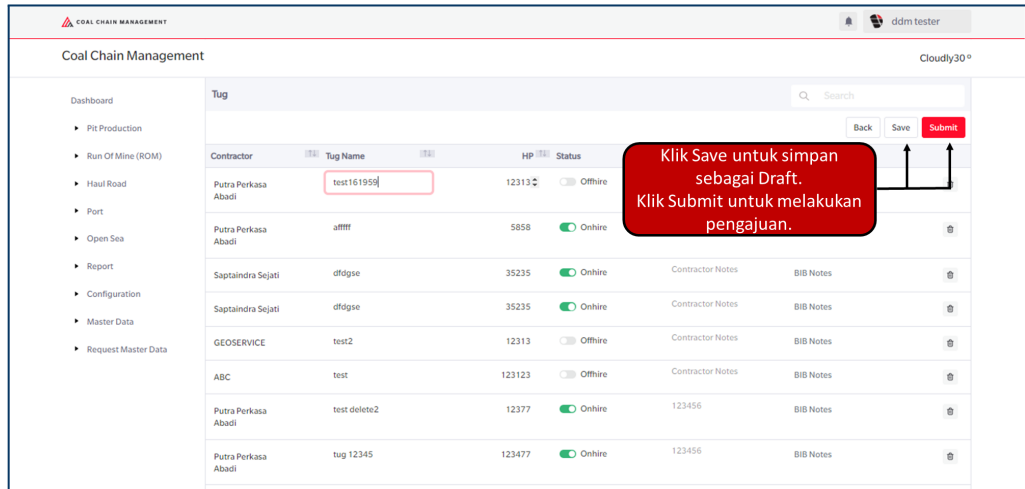 COAL CHAIN MANAGEMENT
ddm tester
Coal Chain Management
Cloudly30 º
Dashboard
Pit Production
Run Of Mine (ROM)
Haul Road
Port
Open Sea
Report
Configuration
Master Data
Request Master Data
Tug
Search
Back Save Submit
Contractor Tug Name HP Status
Klik Save untuk simpan
sebagai Draft.
Klik Submit untuk melakukan
pengajuan.
Putra Perkasa
Abadi
test161959 12313 Offhire
Putra Perkasa
Abadi
afffff 5858 Onhire
Saptaindra Sejati dfdgse 35235 Onhire Contractor Notes BIB Notes
Saptaindra Sejati dfdgse 35235 Onhire Contractor Notes BIB Notes
GEOSERVICE test2 12313 Offhire Contractor Notes BIB Notes
ABC test 123123 Offhire Contractor Notes BIB Notes
Putra Perkasa
Abadi
test delete2 12377 Onhire 123456 BIB Notes
Putra Perkasa
Abadi
tug 12345 123477 Onhire 123456 BIB Notes